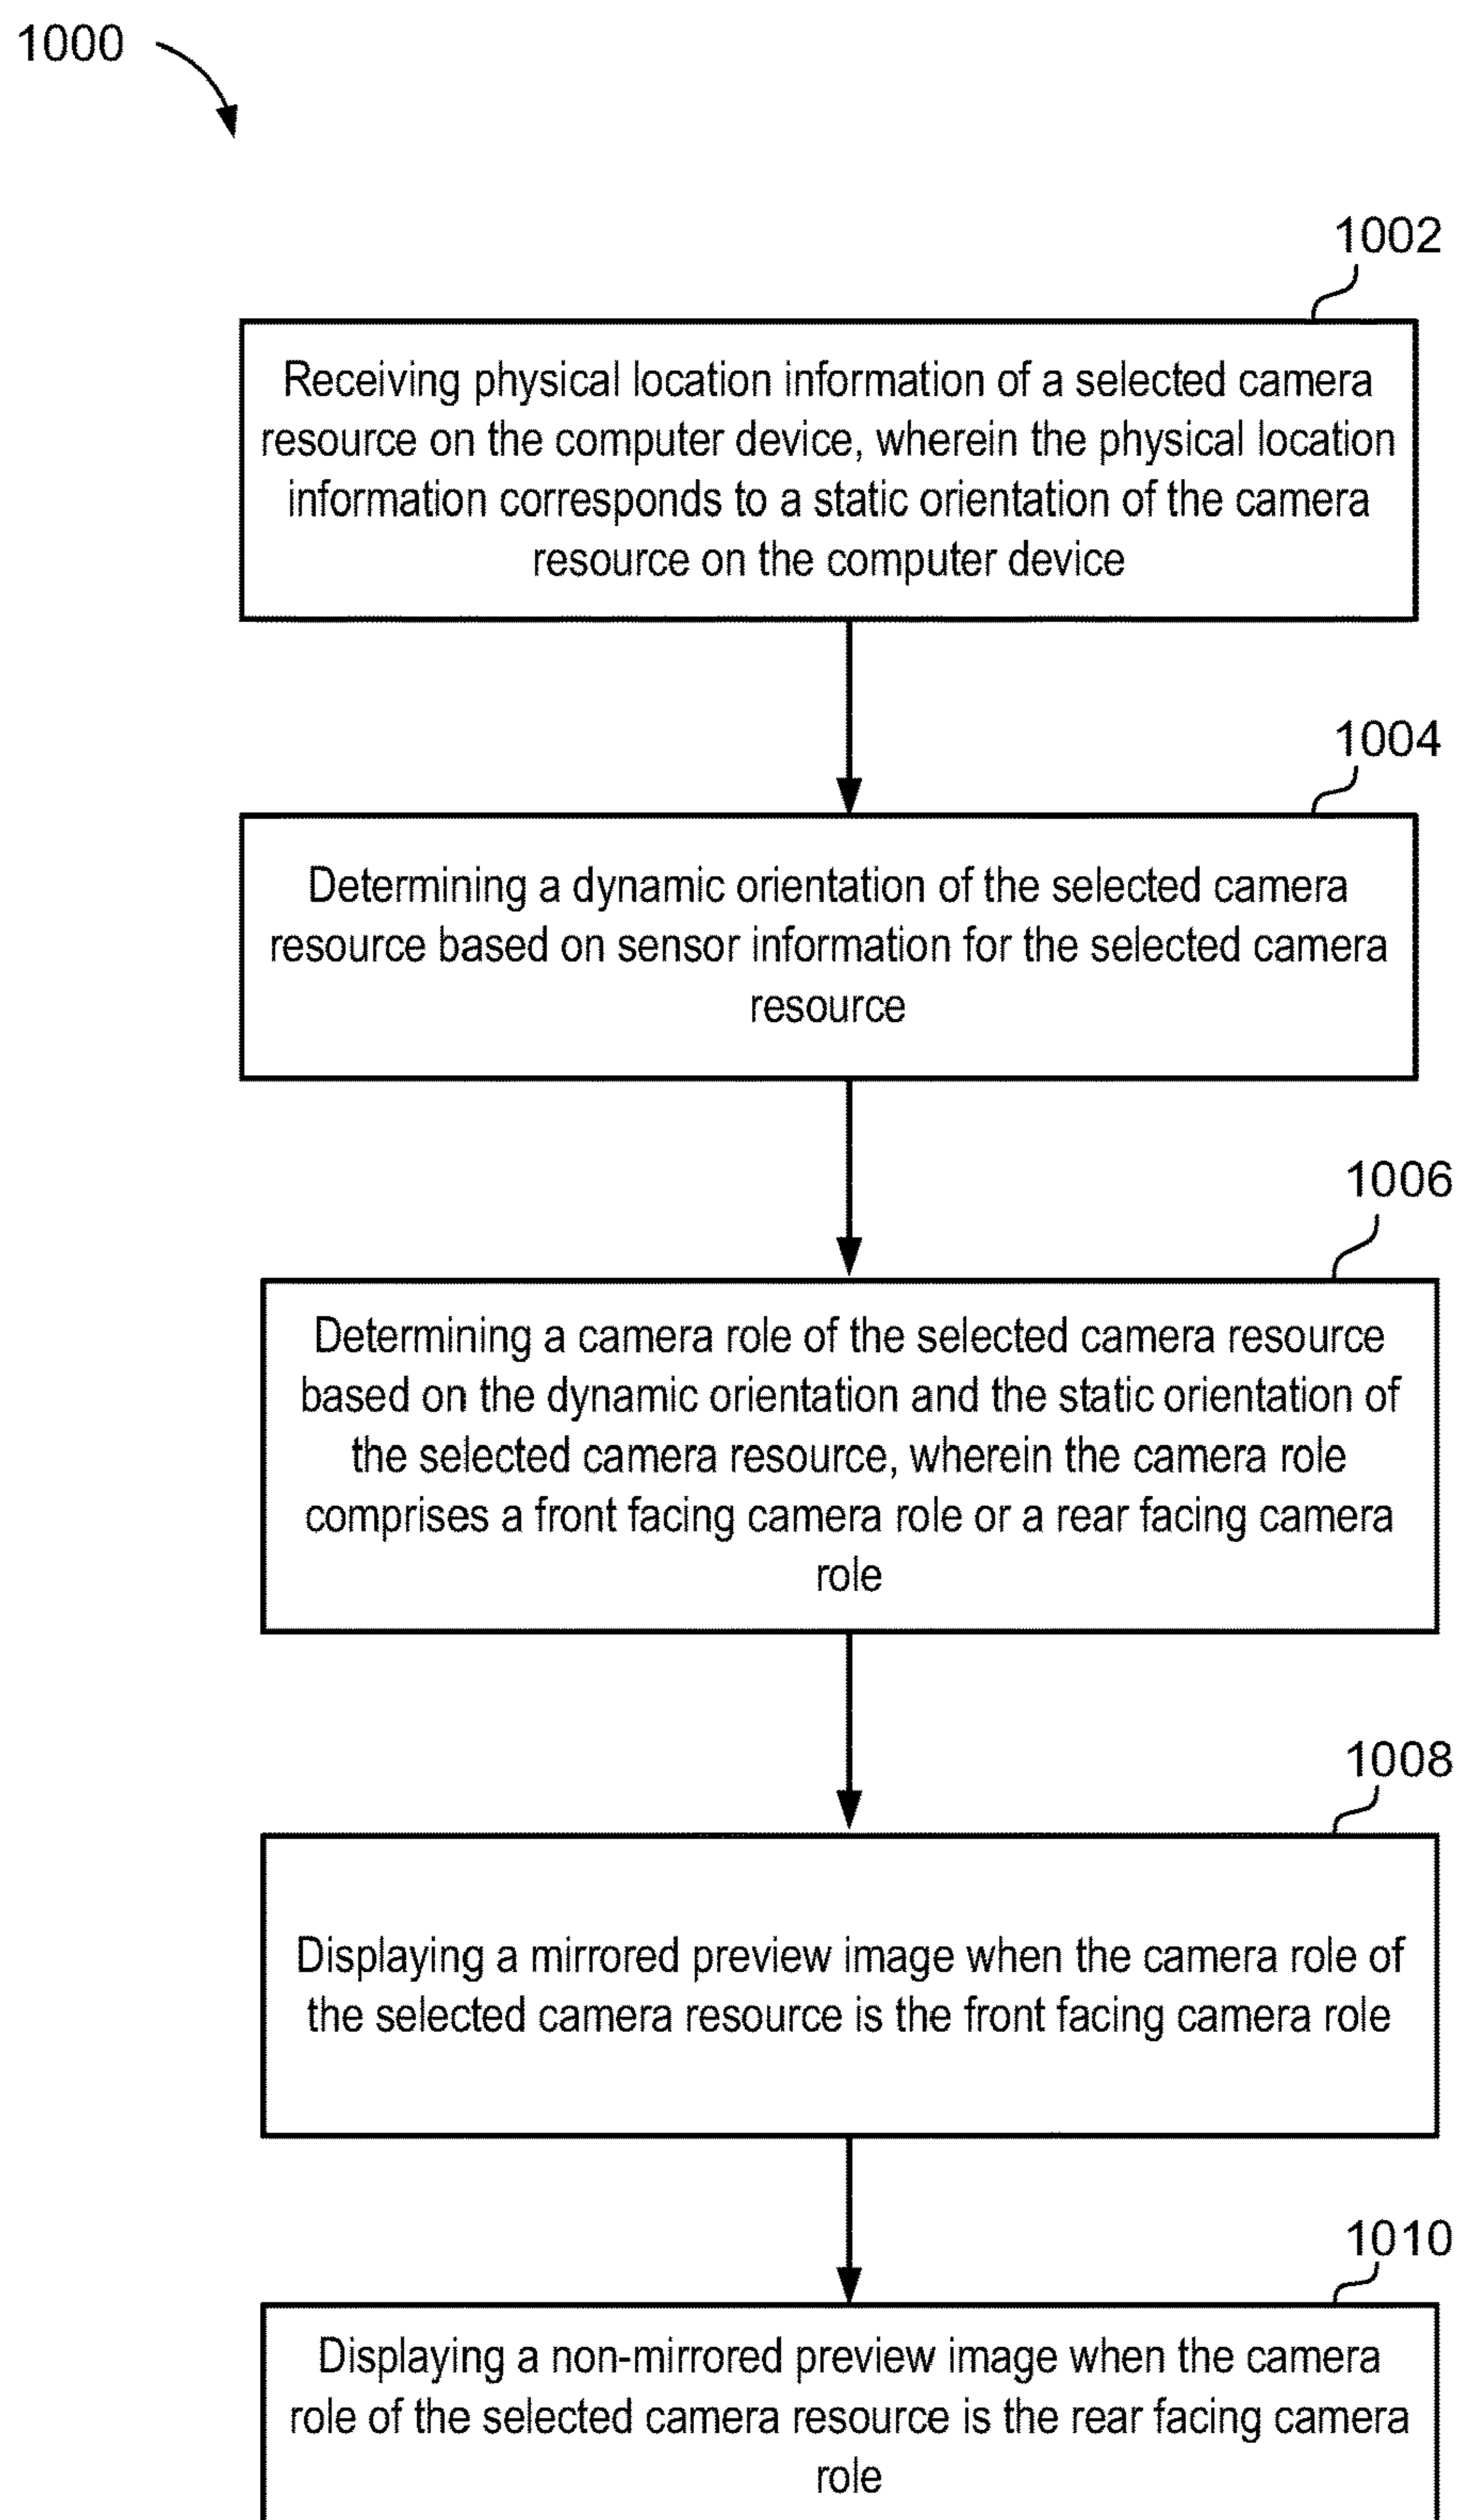 1000
1002
Receiving physical location information of a selected camera
resource on the computer device, wherein the physical location
information corresponds to a static orientation of the camera
resource on the computer device
1004
Determining a dynamic orientation of the selected camera
resource based on sensor information for the selected camera
resource
1006
Determining a camera role of the selected camera resource
based on the dynamic orientation and the static orientation of
the selected camera resource, wherein the camera role
comprises a front facing camera role or a rear facing camera
role
1008
Displaying a mirrored preview image when the camera role of
the selected camera resource is the front facing camera role
1010
Displaying a non-mirrored preview image when the camera
role of the selected camera resource is the rear facing camera
role